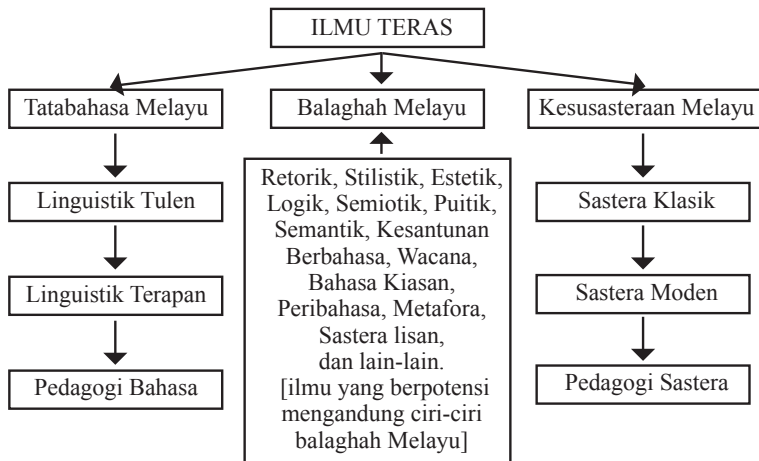 ILMU TERAS
Tatabahasa Melayu
Balaghah Melayu
Kesusasteraan Melayu
Linguistik Tulen
Linguistik Terapan
Pedagogi Bahasa
Retorik, Stilistik, Estetik,
Logik, Semiotik, Puitik,
Semantik, Kesantunan
Berbahasa, Wacana,
Bahasa Kiasan,
Peribahasa, Metafora,
Sastera lisan,
dan lain-lain.
[ilmu yang berpotensi
mengandung ciri-ciri
balaghah Melayu]
Sastera Klasik
Sastera Moden
Pedagogi Sastera